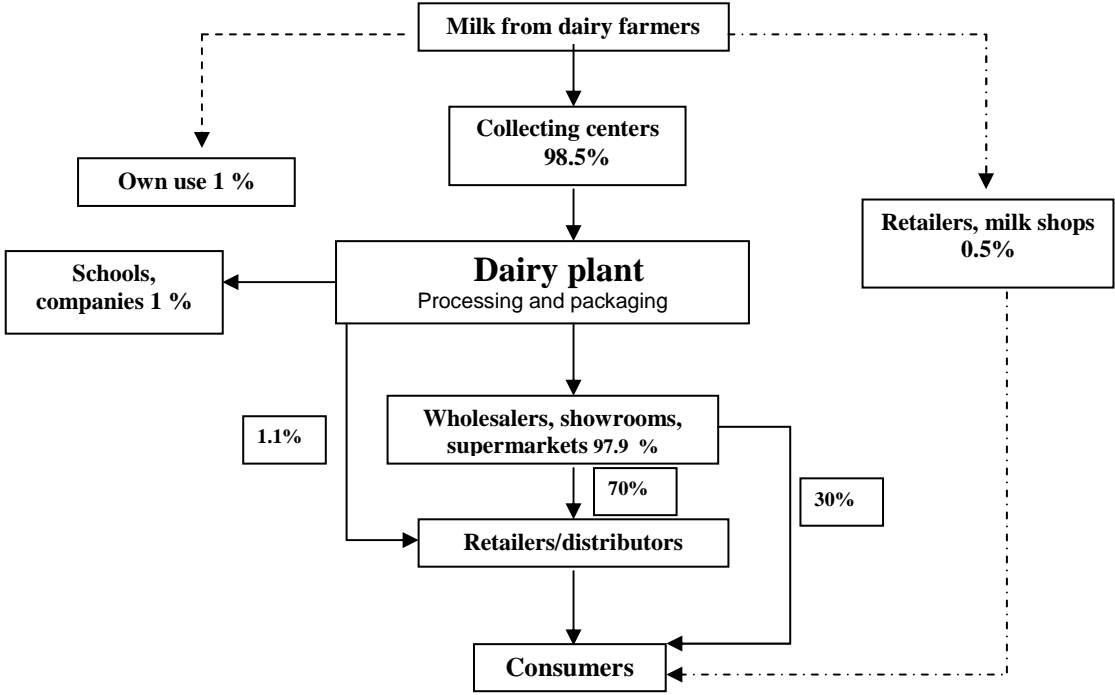 Milk from dairy farmers
Collecting centers
98.5%
Own use 1 %
Retailers, milk shops
0.5%
Schools,
companies 1 %
Dairy plant
Processing and packaging
Wholesalers, showrooms,
supermarkets 97.9 %
1.1%
70%
30%
Retailers/distributors
Consumers